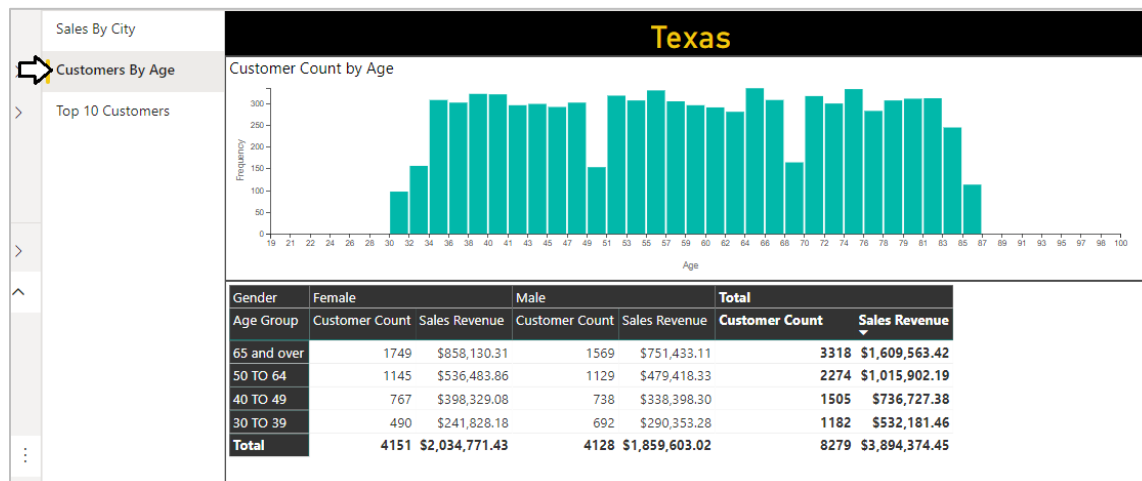 Sales By City
Customers By Age
Top 10 Customers
Texas
Customer Count by Age
Frequency
300
250
200
150
100
50
0
19 21 22 24 26 28 30 32 34 36 38 40 41 43 45 47 49 51 53 55 57 59 60 62 64 66 68 70 72 74 76 78 79 81 83 85 87 89 91 93 95 97 98 100
Age
Gender Female Male Total
Age Group Customer Count Sales Revenue Customer Count Sales Revenue Customer Count Sales Revenue
65 and over 1749 $858,130.31 1569 $751,433.11 3318 $1,609,563.42
50 TO 64 1145 $536,483.86 1129 $479,418.33 2274 $1,015,902.19
40 TO 49 767 $398,329.08 738 $338,398.30 1505 $736,727.38
30 TO 39 490 $241,828.18 692 $290,353.28 1182 $532,181.46
Total 4151 $2,034,771.43 4128 $1,859,603.02 8279 $3,894,374.45